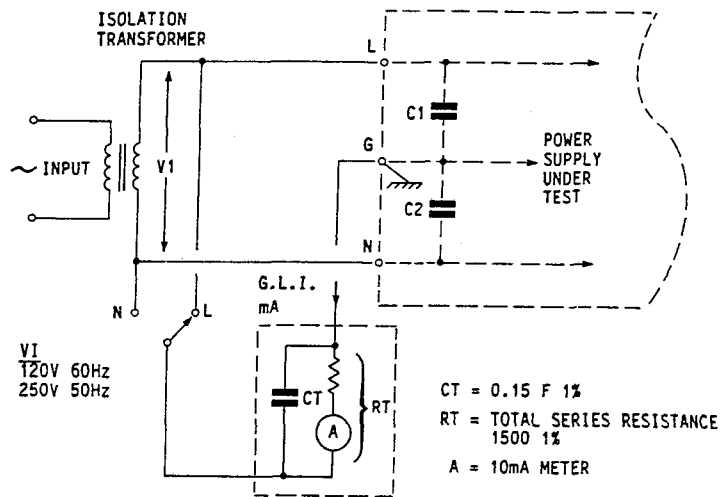 ISOLATION
TRANSFORMER
L
C1
G
POWER
SUPPLY
UNDER
TEST
~ INPUT
V1
C2
N
G.L.I.
mA
N
L
VI
120V 60Hz
250V 50Hz
CT
RT
A
CT = 0.15 F 1%
RT = TOTAL SERIES RESISTANCE
1500 1%
A = 10mA METER